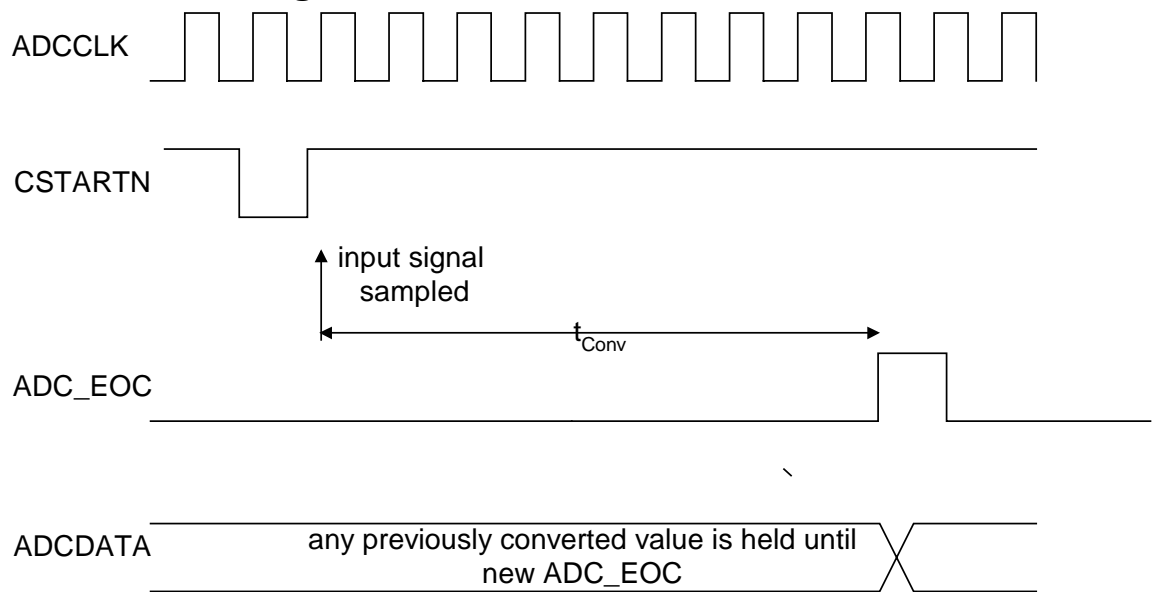 ADCCLK
CSTARTN
input signal
sampled
tConv
ADC_EOC
ADCDATA
any previously converted value is held until
new ADC_EOC